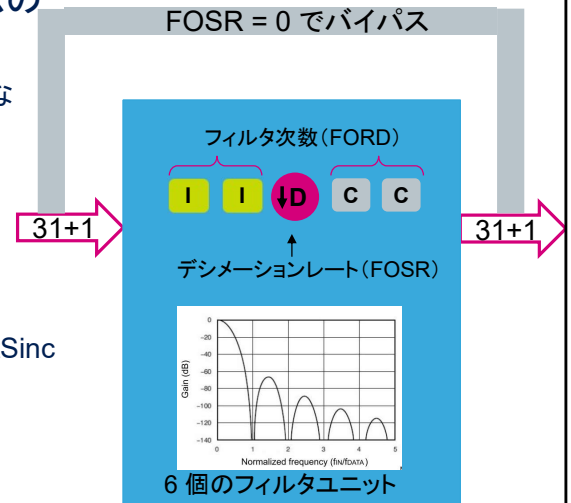 の
FOSR = 0 でバイパス
な
フィルタ次数（FORD）
I I ↓D C C
31+1
31+1
デシメーションレート（FOSR）
Sinc
0
-20
-40
-60
-80
-100
-120
-140
Gain (dB)
0 1 2 3 4 5
Normalized frequency (fIN/fDATA)
6 個のフィルタユニット